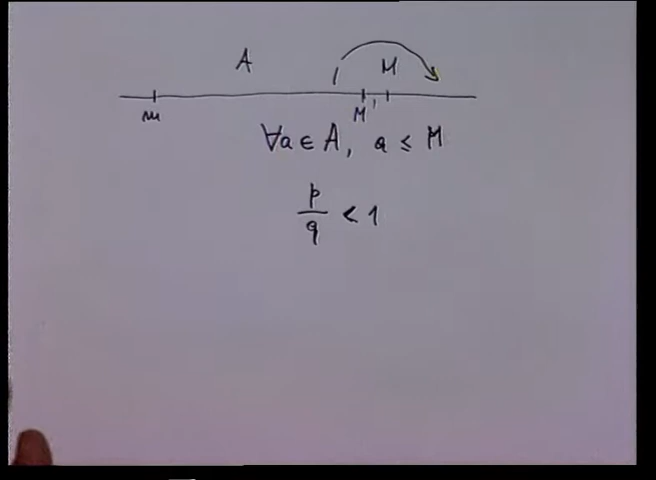 A M
m M'
∀a ∈ A, a ≤ M
p/q < 1